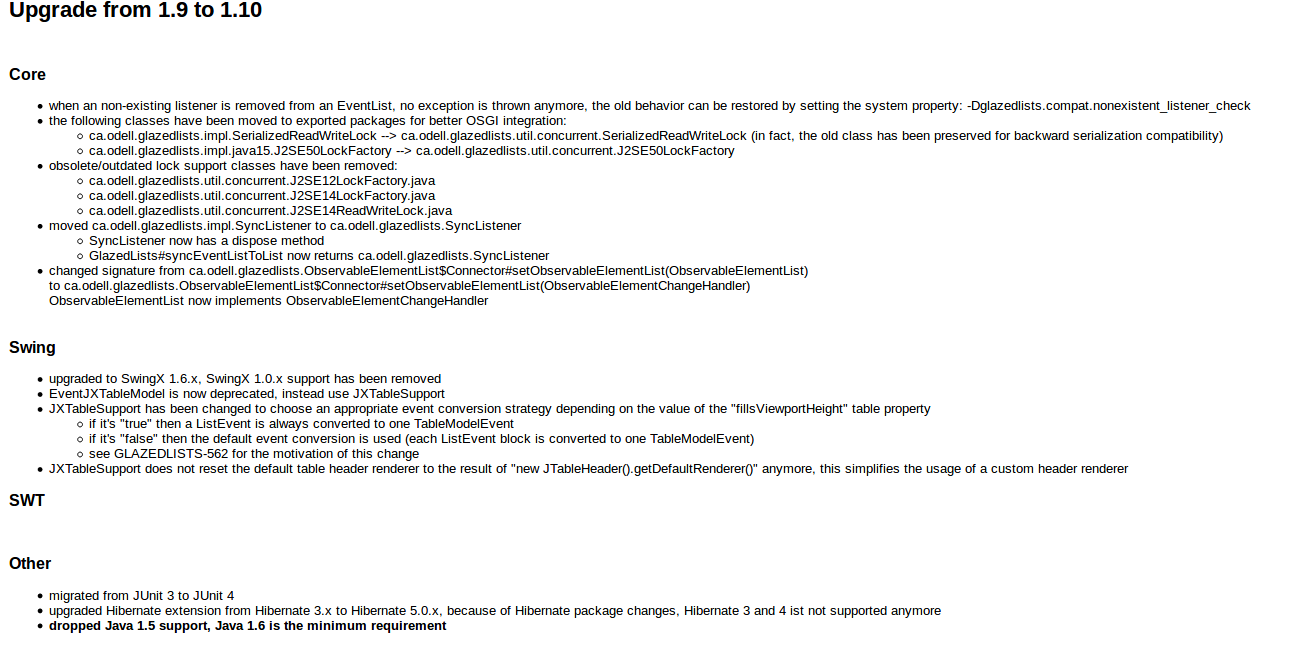 Upgrade from 1.9 to 1.10
Core
• when an non-existing listener is removed from an EventList, no exception is thrown anymore, the old behavior can be restored by setting the system property: -Dglazedlists.compat.nonexistent_listener_check
• the following classes have been moved to exported packages for better OSGI integration:
○ ca.odell.glazedlists.impl.SerializedReadWriteLock --> ca.odell.glazedlists.util.concurrent.SerializedReadWriteLock (in fact, the old class has been preserved for backward serialization compatibility)
○ ca.odell.glazedlists.impl.java15.J2SE50LockFactory --> ca.odell.glazedlists.util.concurrent.J2SE50LockFactory
• obsolete/outdated lock support classes have been removed:
○ ca.odell.glazedlists.util.concurrent.J2SE12LockFactory.java
○ ca.odell.glazedlists.util.concurrent.J2SE14LockFactory.java
○ ca.odell.glazedlists.util.concurrent.J2SE14ReadWriteLock.java
• moved ca.odell.glazedlists.impl.SyncListener to ca.odell.glazedlists.SyncListener
○ SyncListener now has a dispose method
○ GlazedLists#syncEventListToList now returns ca.odell.glazedlists.SyncListener
• changed signature from ca.odell.glazedlists.ObservableElementList$Connector#setObservableElementList(ObservableElementList)
to ca.odell.glazedlists.ObservableElementList$Connector#setObservableElementList(ObservableElementChangeHandler)
ObservableElementList now implements ObservableElementChangeHandler
Swing
• upgraded to SwingX 1.6.x, SwingX 1.0.x support has been removed
• EventJXTableModel is now deprecated, instead use JXTableSupport
• JXTableSupport has been changed to choose an appropriate event conversion strategy depending on the value of the "fillsViewportHeight" table property
○ if it's "true" then a ListEvent is always converted to one TableModelEvent
○ if it's "false" then the default event conversion is used (each ListEvent block is converted to one TableModelEvent)
○ see GLAZEDLISTS-562 for the motivation of this change
• JXTableSupport does not reset the default table header renderer to the result of "new JTableHeader().getDefaultRenderer()" anymore, this simplifies the usage of a custom header renderer
SWT
Other
• migrated from JUnit 3 to JUnit 4
• upgraded Hibernate extension from Hibernate 3.x to Hibernate 5.0.x, because of Hibernate package changes, Hibernate 3 and 4 ist not supported anymore
• dropped Java 1.5 support, Java 1.6 is the minimum requirement